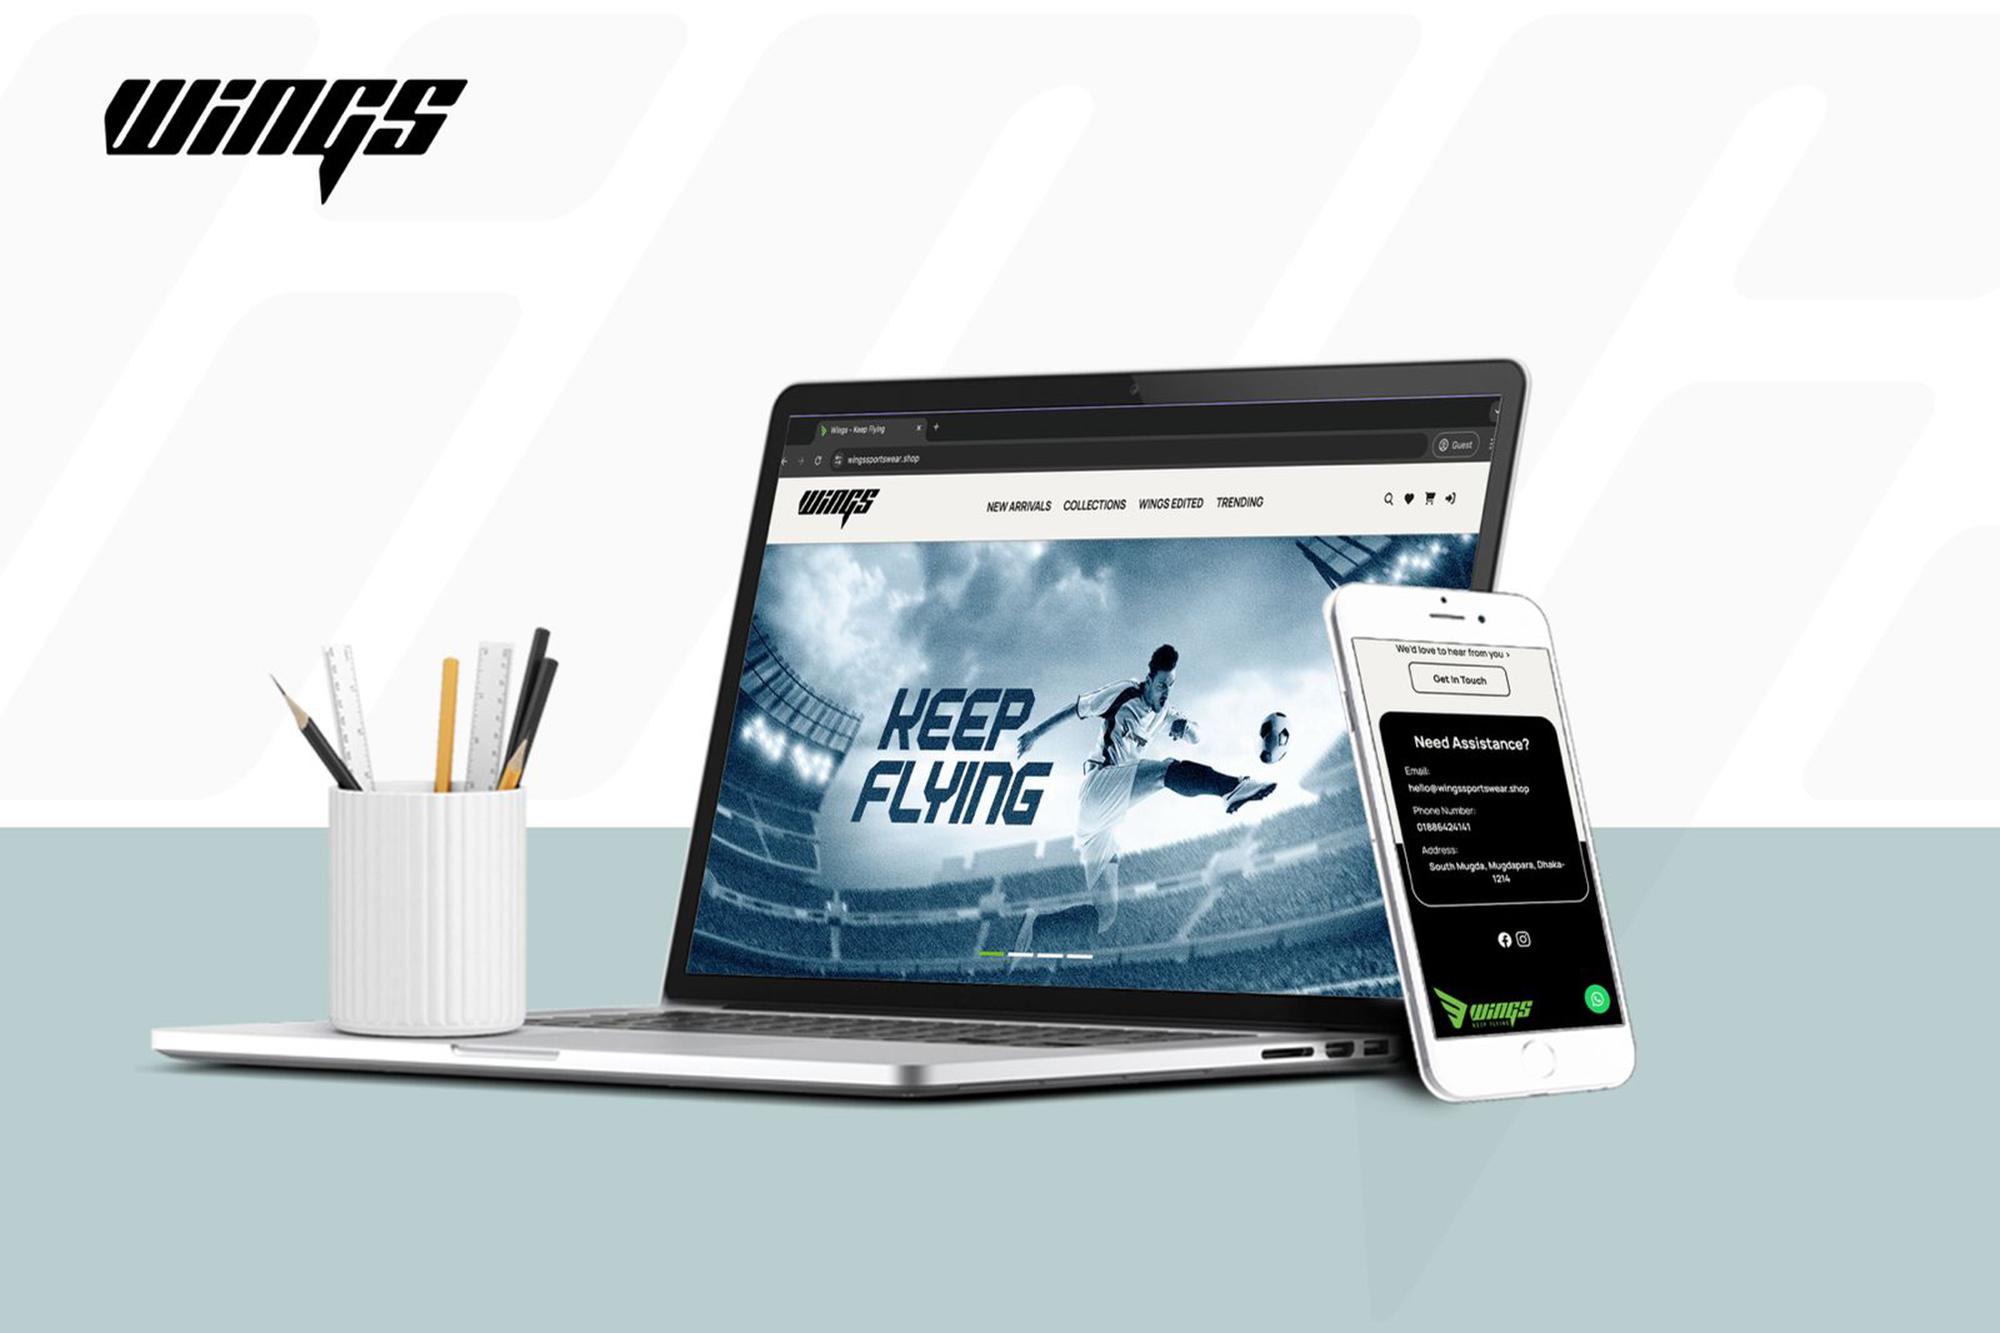 WiNGS
Wings - Keep Flying
wingssportswear.shop
Guest
WiNGS
NEW ARRIVALS COLLECTIONS WINGS EDITED TRENDING
KEEP
FLYING
We'd love to hear from you >
Get In Touch
Need Assistance?
Email:
hello@wingssportswear.shop
Phone Number:
01886424141
Address:
South Mugda, Mugdapara, Dhaka-
1214
WiNGS
KEEP FLYING